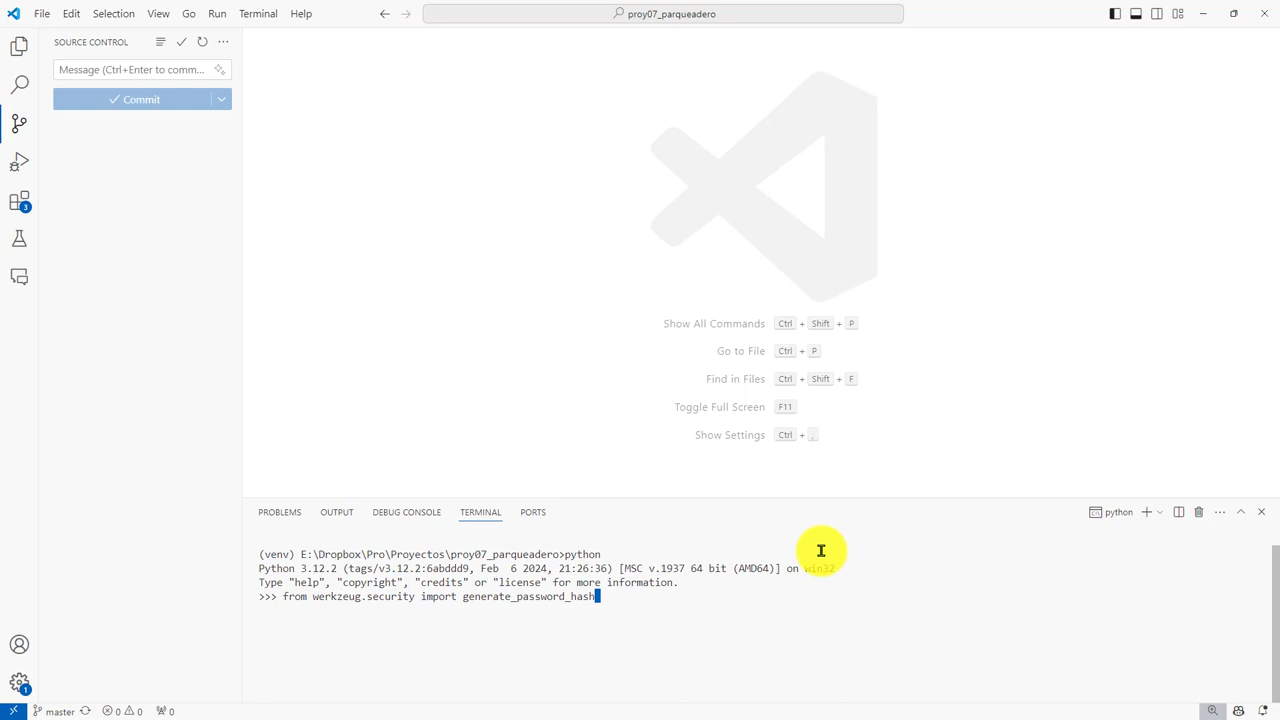 File Edit Selection View Go Run Terminal Help
proy07_parqueadero
SOURCE CONTROL
Message (Ctrl+Enter to comm...
Commit
3
Show All Commands Ctrl + Shift + P
Go to File Ctrl + P
Find in Files Ctrl + Shift + F
Toggle Full Screen F11
Show Settings Ctrl + ,
PROBLEMS OUTPUT DEBUG CONSOLE TERMINAL PORTS
python
(venv) E:\Dropbox\Pro\Proyectos\proy07_parqueadero>python
Python 3.12.2 (tags/v3.12.2:6abddd9, Feb  6 2024, 21:26:36) [MSC v.1937 64 bit (AMD64)] on win32
Type "help", "copyright", "credits" or "license" for more information.
>>> from werkzeug.security import generate_password_hash
1
master 0 0 0